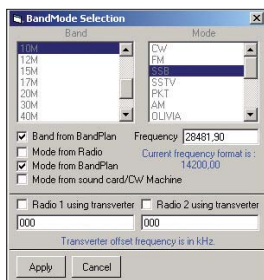 BandMode Selection
Band Mode
10M
12M
15M
17M
20M
30M
40M
CW
FM
SSB
SSTV
PKT
AM
OLIVIA
Band from BandPlan
Frequency 28481,90
Mode from Radio
Current frequency format is :
14200,00
Mode from BandPlan
Mode from sound card/CW Machine
Radio 1 using transverter
Radio 2 using transverter
000
000
Transverter offset frequency is in kHz.
Apply
Cancel